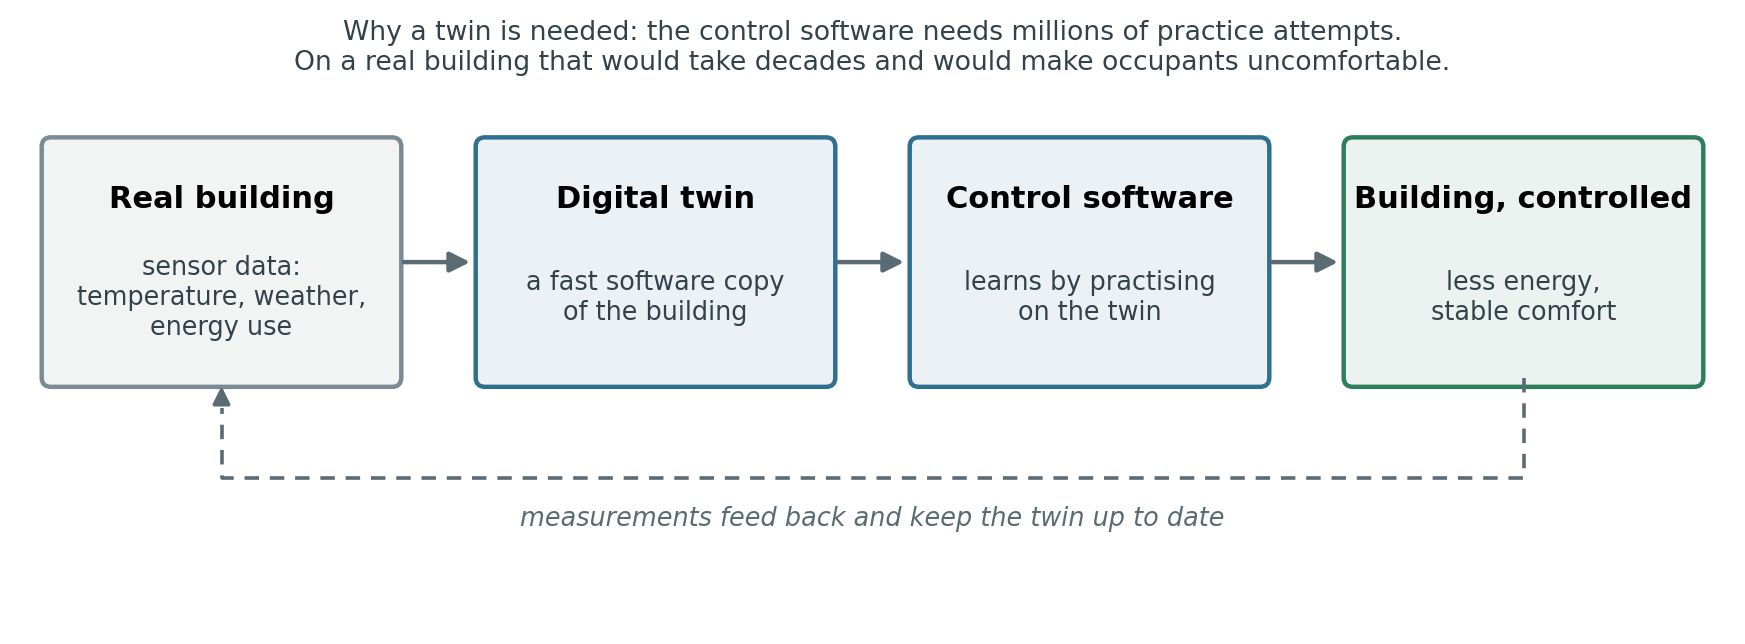 Why a twin is needed: the control software needs millions of practice attempts.
On a real building that would take decades and would make occupants uncomfortable.
Real building
sensor data:
temperature, weather,
energy use
Digital twin
a fast software copy
of the building
Control software
learns by practising
on the twin
Building, controlled
less energy,
stable comfort
measurements feed back and keep the twin up to date